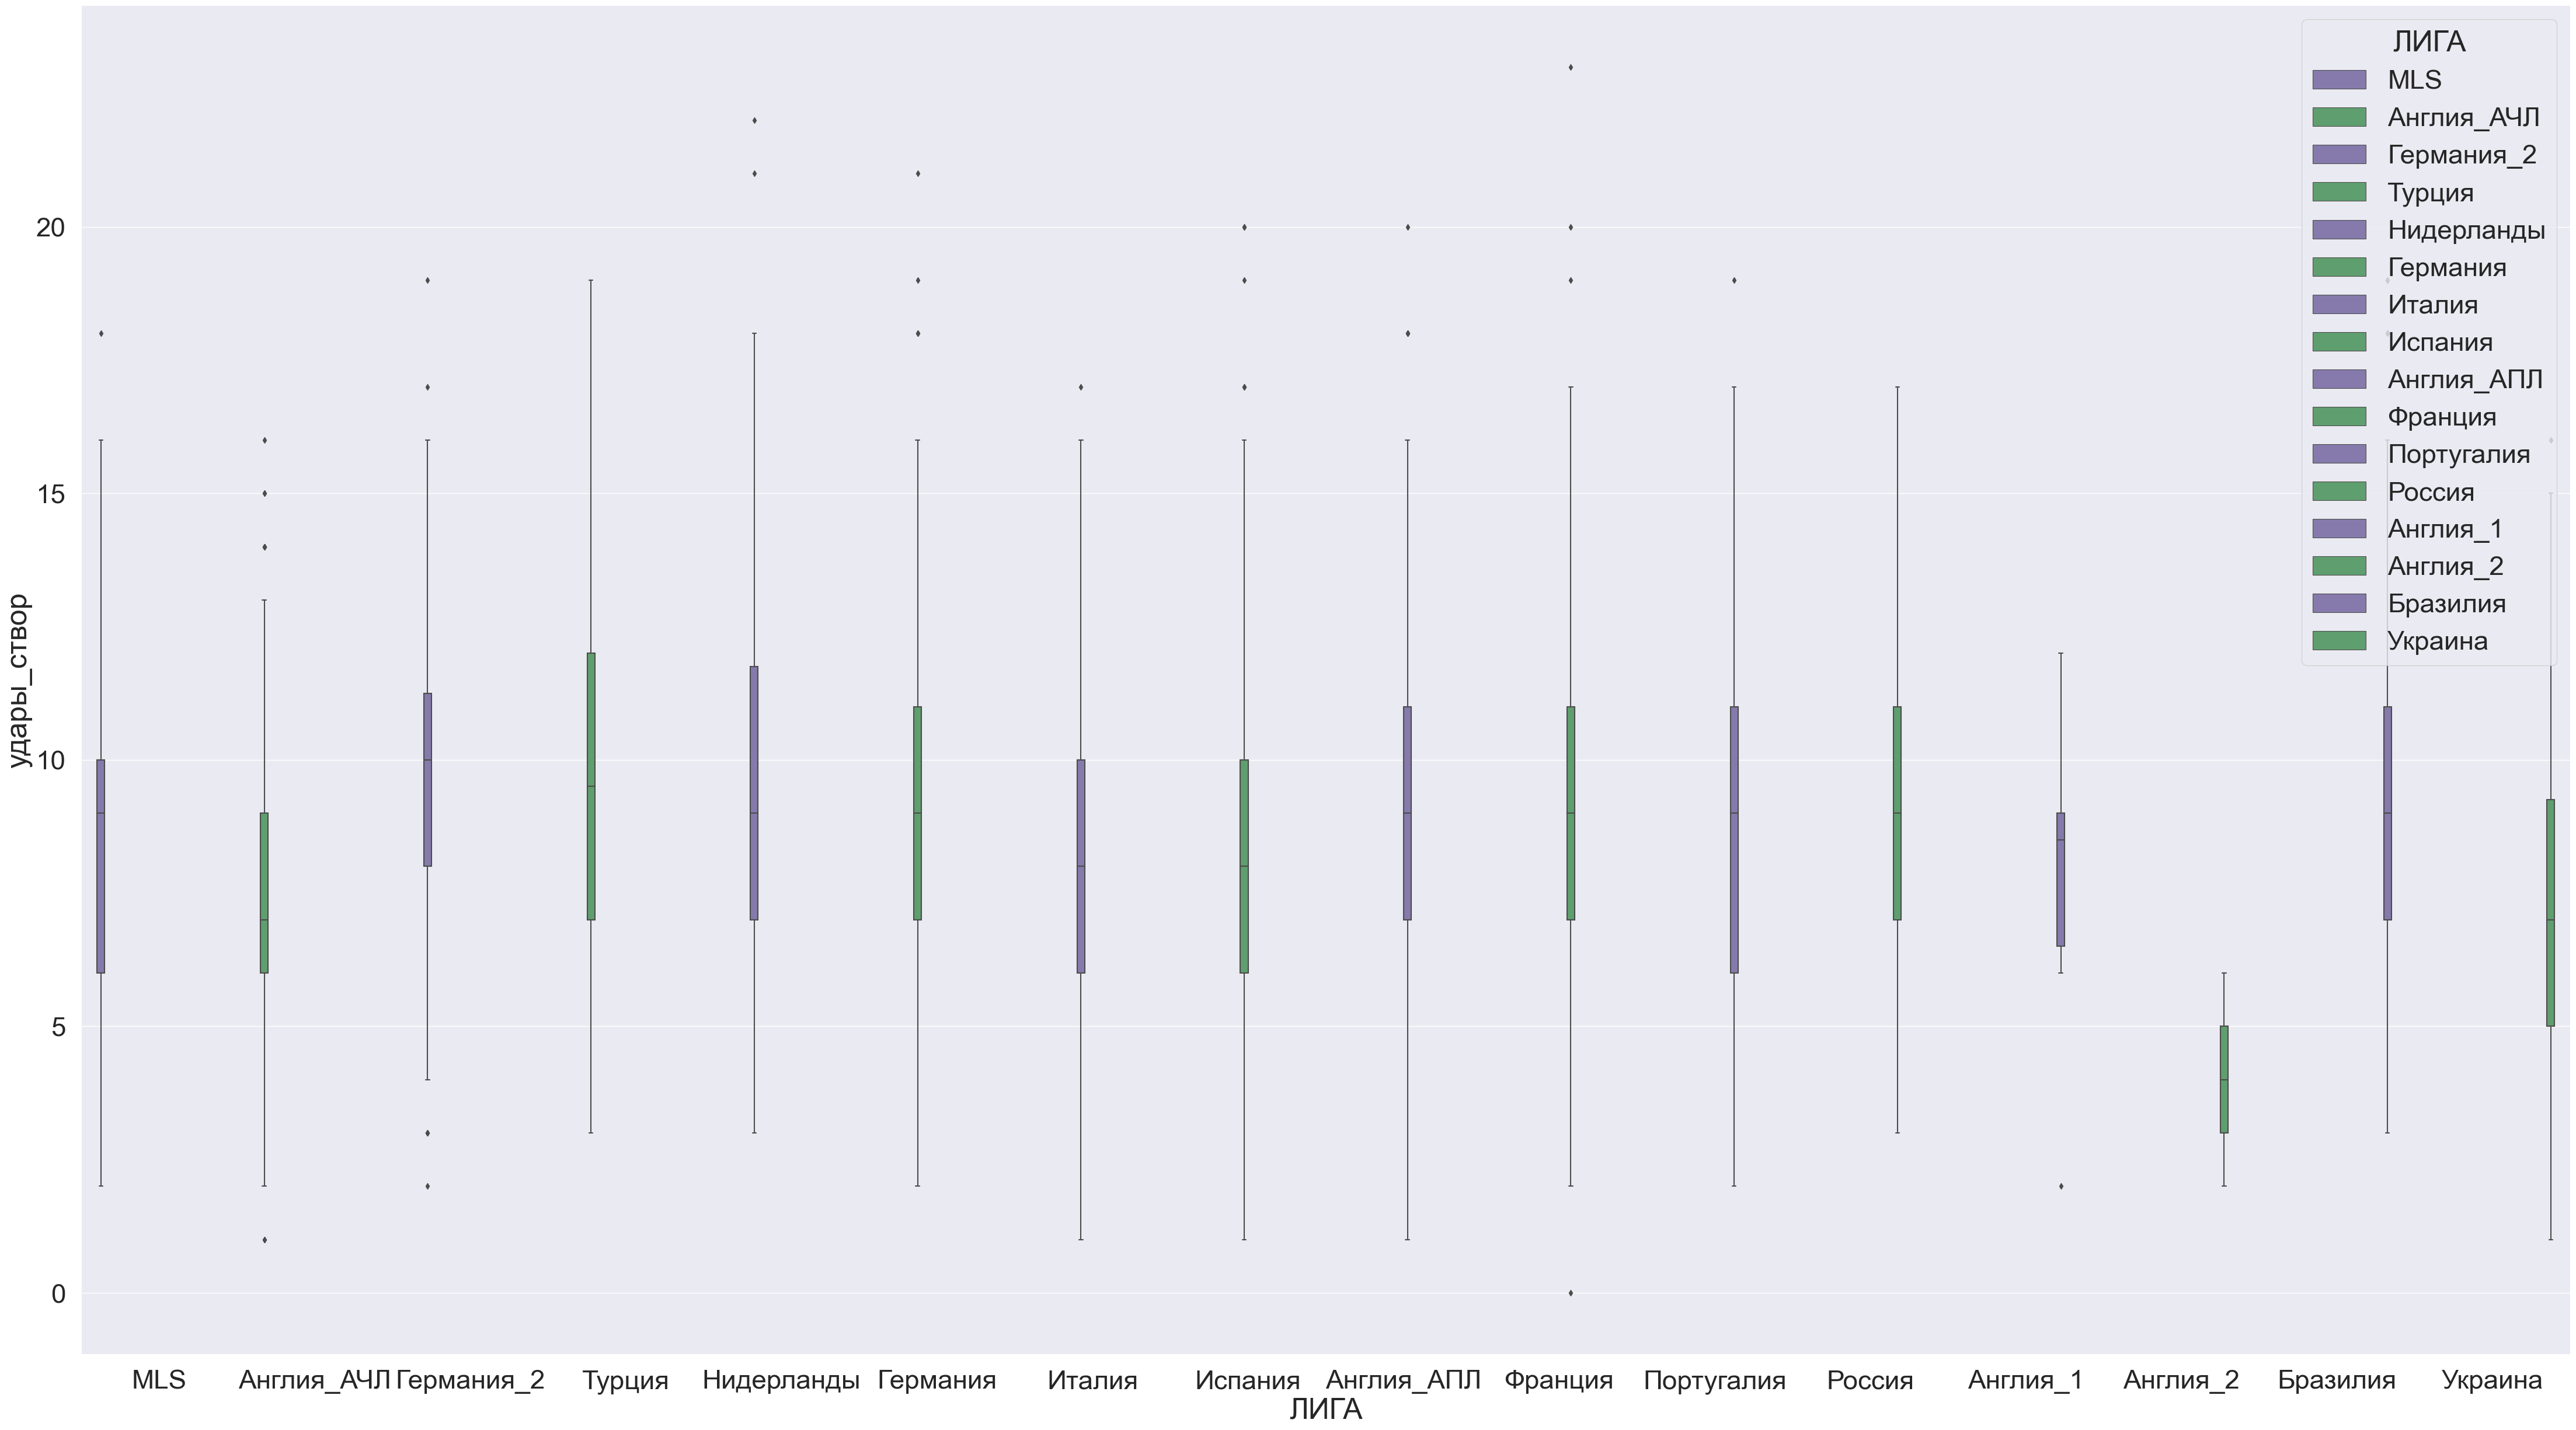 ЛИГА
MLS
Англия_АЧЛ
Германия_2
Турция
Нидерланды
Германия
Италия
Испания
Англия_АПЛ
Франция
Португалия
Россия
Англия_1
Англия_2
Бразилия
Украина
удары_створ
20
15
10
5
0
MLS Англия_АЧЛ Германия_2 Турция Нидерланды Германия Италия Испания Англия_АПЛ Франция Португалия Россия Англия_1 Англия_2 Бразилия Украина
ЛИГА